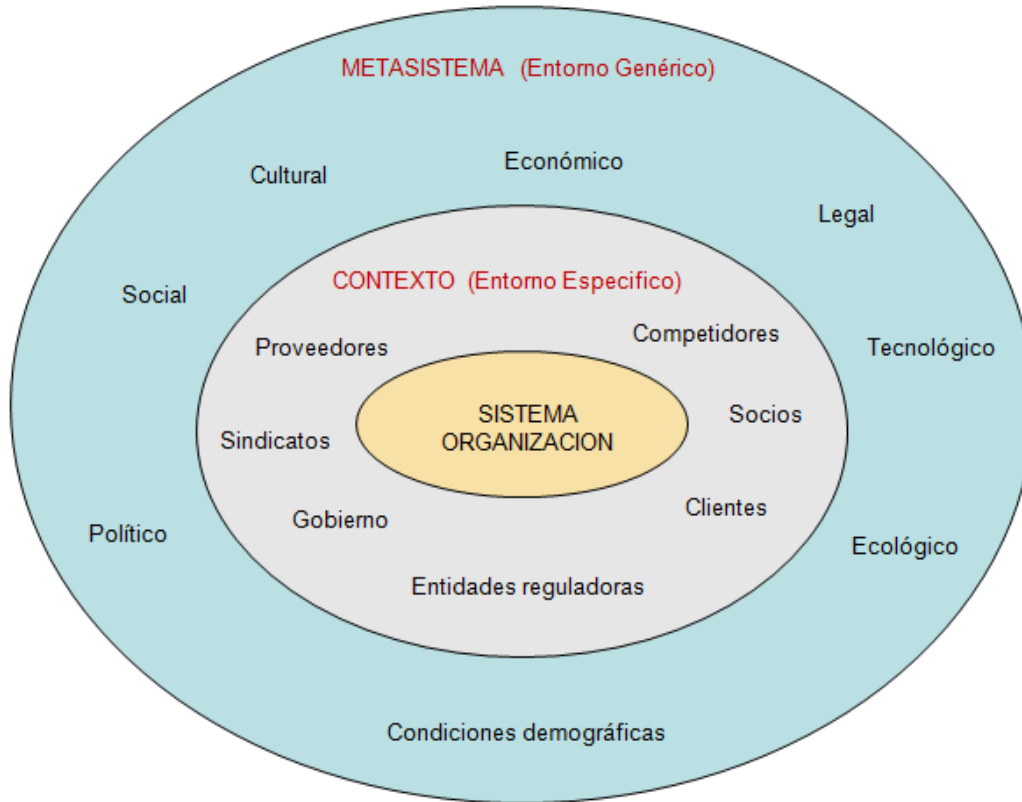 METASISTEMA (Entorno Genérico)
Económico
Cultural
Legal
CONTEXTO (Entorno Especifico)
Social
Competidores
Proveedores
Tecnológico
SISTEMA
ORGANIZACION
Socios
Sindicatos
Clientes
Gobierno
Político
Ecológico
Entidades reguladoras
Condiciones demográficas